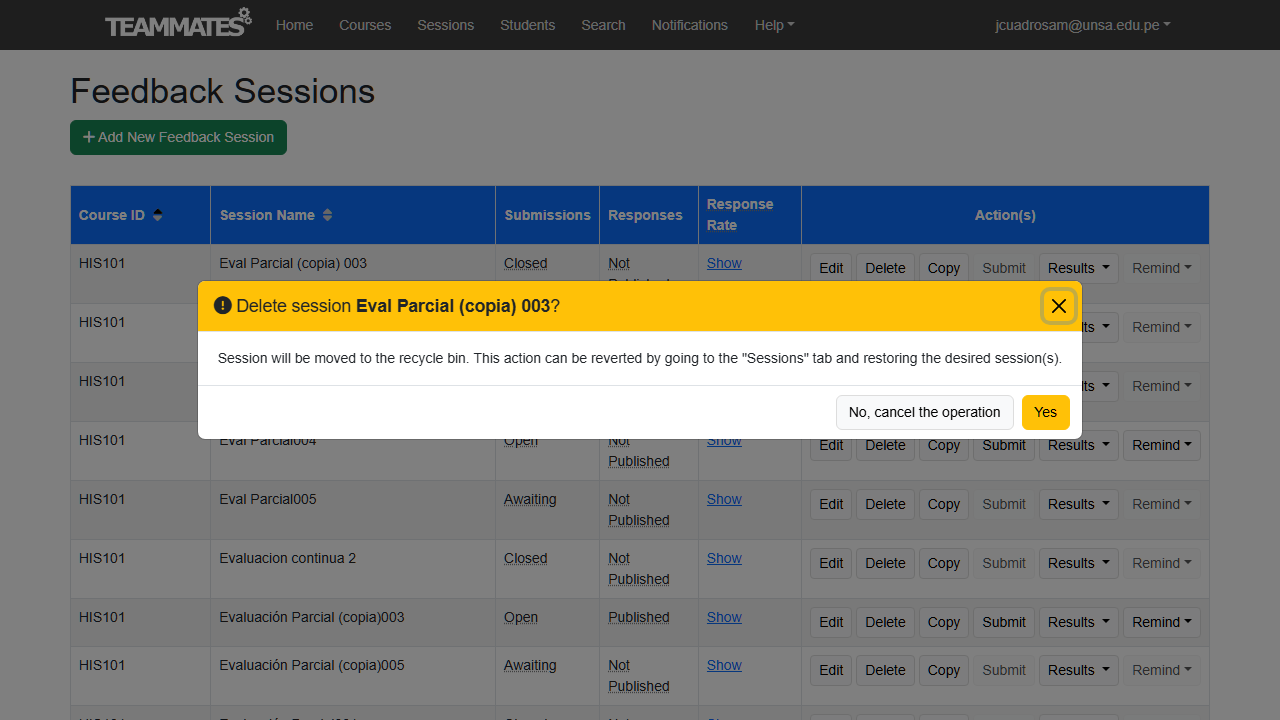 TEAMMATES Home Courses Sessions Students Search Notifications Help jcuadrosam@unsa.edu.pe
Feedback Sessions
+ Add New Feedback Session
Course ID Session Name Submissions Responses Response Rate Action(s)
HIS101 Eval Parcial (copia) 003 Closed Not Published Show Edit Delete Copy Submit Results Remind
Delete session Eval Parcial (copia) 003?
HIS101 Remind
Session will be moved to the recycle bin. This action can be reverted by going to the "Sessions" tab and restoring the desired session(s).
HIS101 Remind
No, cancel the operation Yes
HIS101 Eval Parcial004 Open Not Published Show Edit Delete Copy Submit Results Remind
HIS101 Eval Parcial005 Awaiting Not Published Show Edit Delete Copy Submit Results Remind
HIS101 Evaluacion continua 2 Closed Not Published Show Edit Delete Copy Submit Results Remind
HIS101 Evaluación Parcial (copia)003 Open Published Show Edit Delete Copy Submit Results Remind
HIS101 Evaluación Parcial (copia)005 Awaiting Not Published Show Edit Delete Copy Submit Results Remind